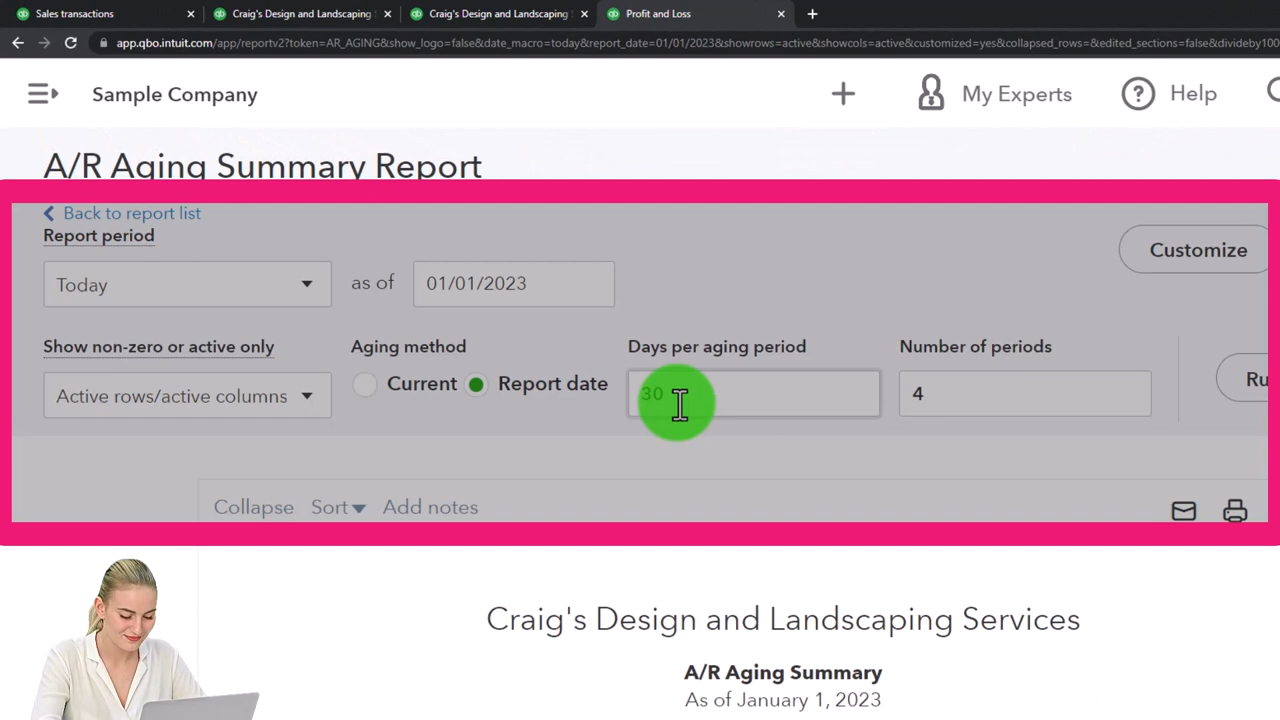 Sales transactions
Craig's Design and Landscaping
Craig's Design and Landscaping
Profit and Loss
app.qbo.intuit.com/app/reportv2?token=AR_AGING&show_logo=false&date_macro=today&report_date=01/01/2023&showrows=active&showcols=active&customized=yes&collapsed_rows=&edited_sections=false&divideby100
Sample Company
My Experts
Help
A/R Aging Summary Report
Back to report list
Report period
Customize
Today
as of
01/01/2023
Show non-zero or active only
Aging method
Days per aging period
Number of periods
Active rows/active columns
Current
Report date
30
4
Ru
Collapse
Sort
Add notes
Craig's Design and Landscaping Services
A/R Aging Summary
As of January 1, 2023